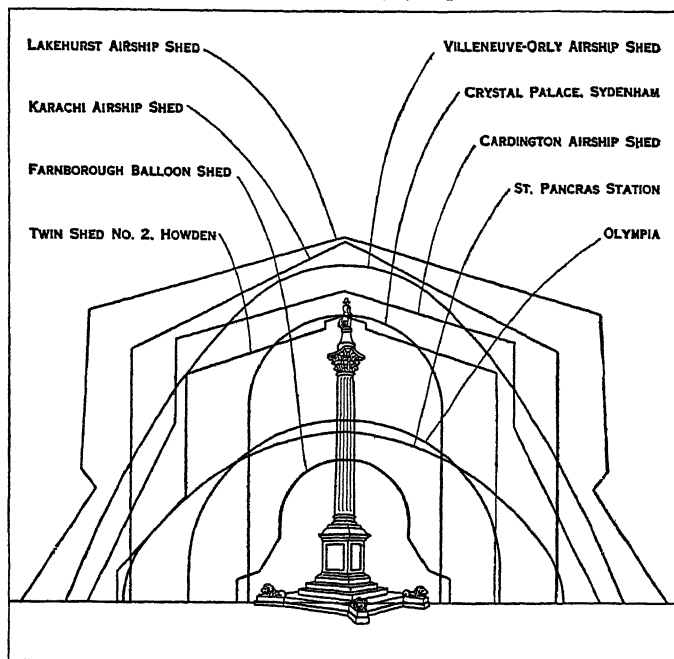 LAKEHURST AIRSHIP SHED
KARACHI AIRSHIP SHED
FARNBOROUGH BALLOON SHED
TWIN SHED NO. 2, HOWDEN
VILLENEUVE-ORLY AIRSHIP SHED
CRYSTAL PALACE, SYDENHAM
CARDINGTON AIRSHIP SHED
ST. PANCRAS STATION
OLYMPIA